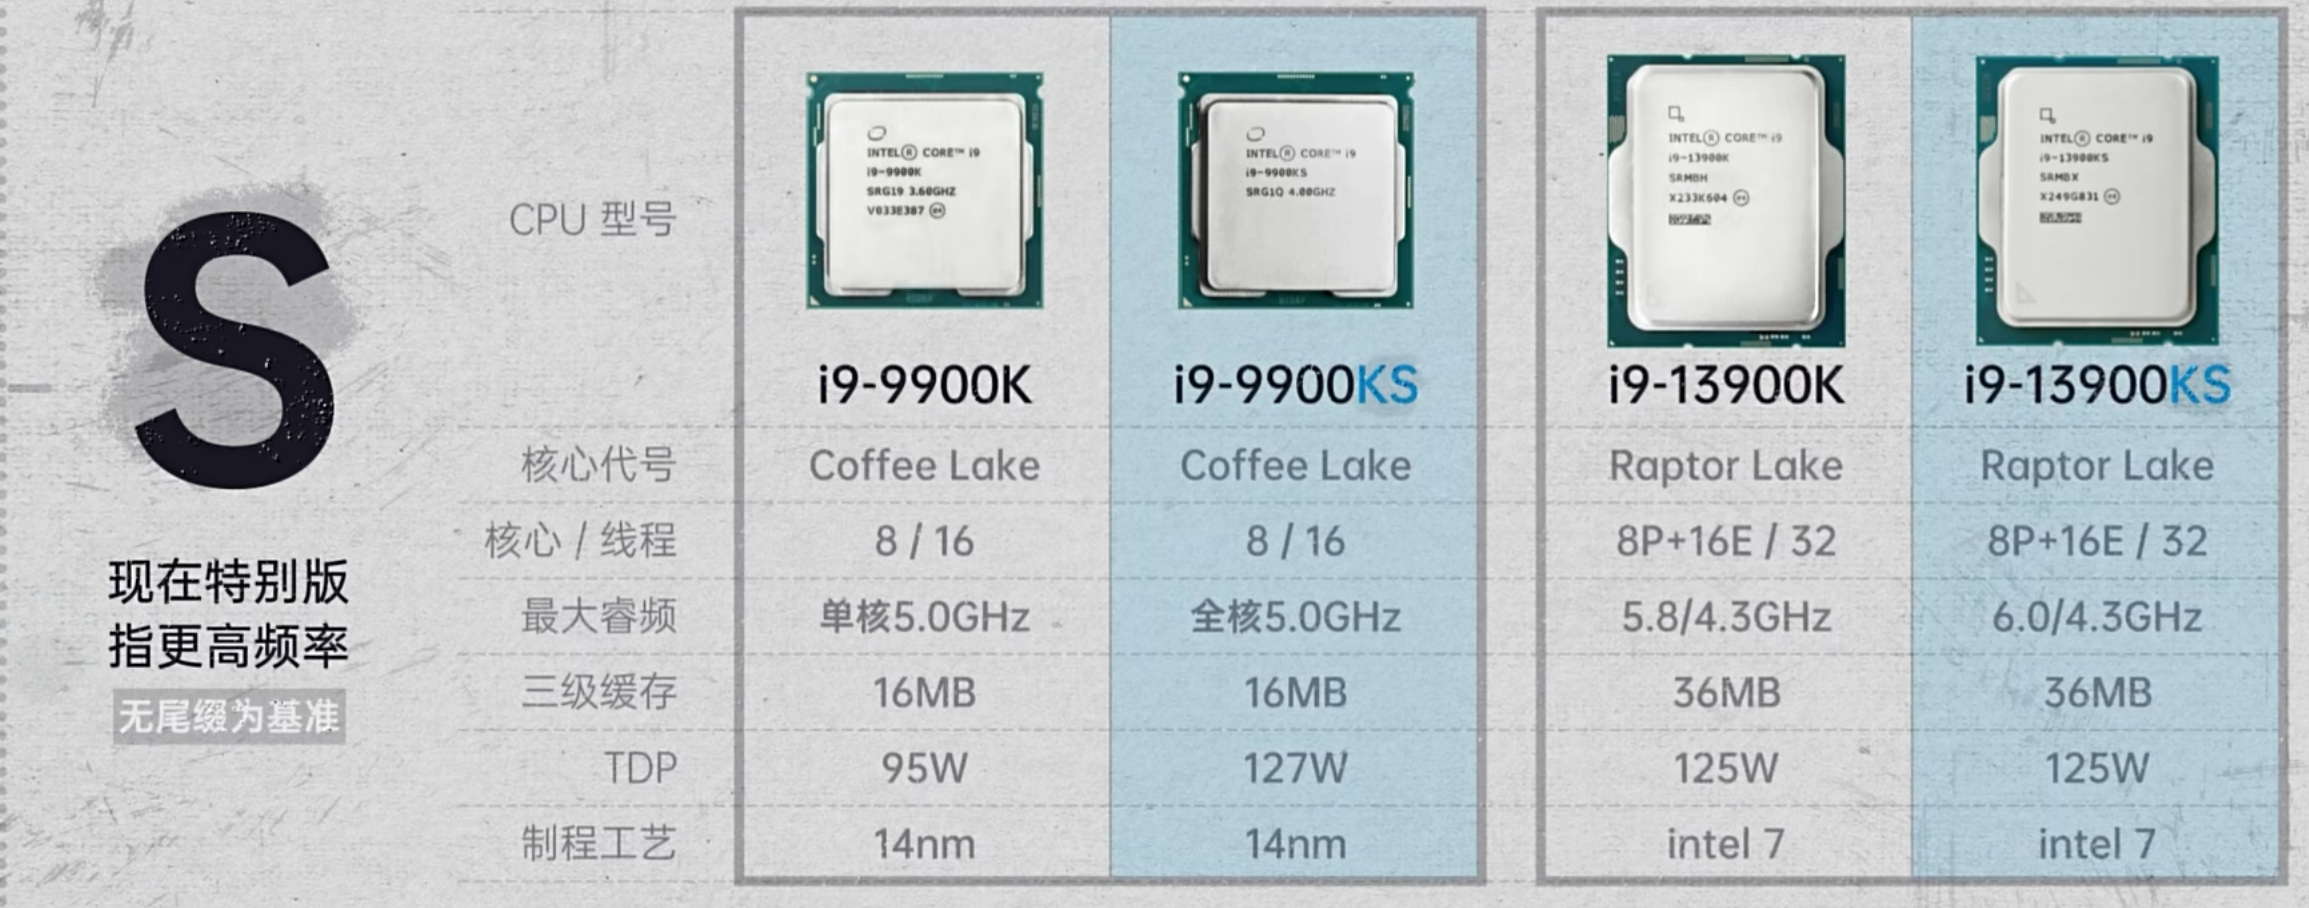 S
现在特别版
指更高频率
无尾缀为基准
CPU 型号
INTEL® CORE™ i9
i9-9900K
SRG19 3.60GHZ
V033E387
INTEL® CORE™ i9
i9-9900KS
SRG1Q 4.00GHZ
INTEL® CORE™ i9
i9-13900K
SRMBH
X233K604
INTEL® CORE™ i9
i9-13900KS
SRMBX
X249G831
i9-9900K i9-9900KS i9-13900K i9-13900KS
核心代号 Coffee Lake Coffee Lake Raptor Lake Raptor Lake
核心 / 线程 8 / 16 8 / 16 8P+16E / 32 8P+16E / 32
最大睿频 单核5.0GHz 全核5.0GHz 5.8/4.3GHz 6.0/4.3GHz
三级缓存 16MB 16MB 36MB 36MB
TDP 95W 127W 125W 125W
制程工艺 14nm 14nm intel 7 intel 7